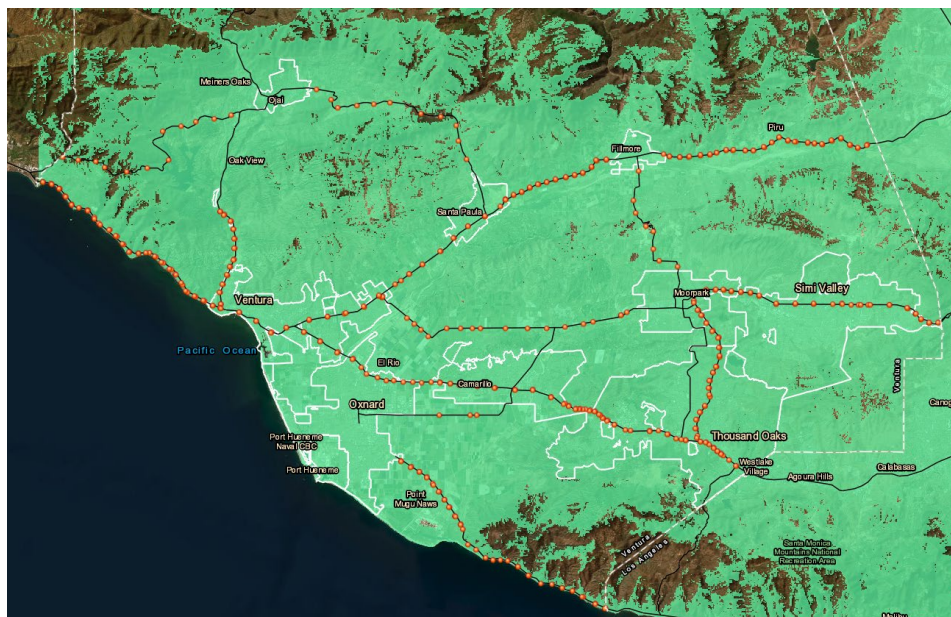 Meiners Oaks
Ojai
Piru
Fillmore
Oak View
Santa Paula
Simi Valley
Moorpark
Ventura
Pacific Ocean
El Rio
Camarillo
Ventura
Oxnard
Thousand Oaks
Port Hueneme
Naval CBC
Westlake
Village
Calabasas
Port Hueneme
Agoura Hills
Point
Mugu Naws
Ventura
Los Angeles
Santa Monica
Mountains National
Recreation Area